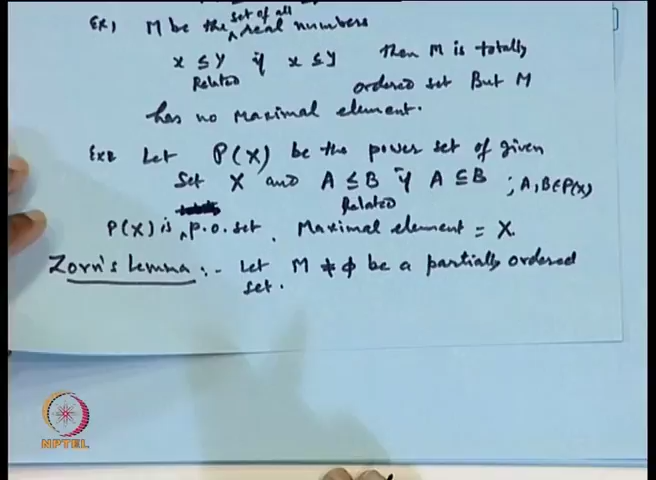 Ex, M be the set of all real numbers
x ≤ y if x ≤ y then M is totally
Related ordered set But M
has no Maximal element.
Ex2 Let P(X) be the power set of given
Set X and A ≤ B if A ⊆ B ; A, B ∈ P(X)
Related
P(X) is p.o. set. Maximal element = X.
Zorn's Lemma :- Let M ≠ φ be a partially ordered
set.
NPTEL